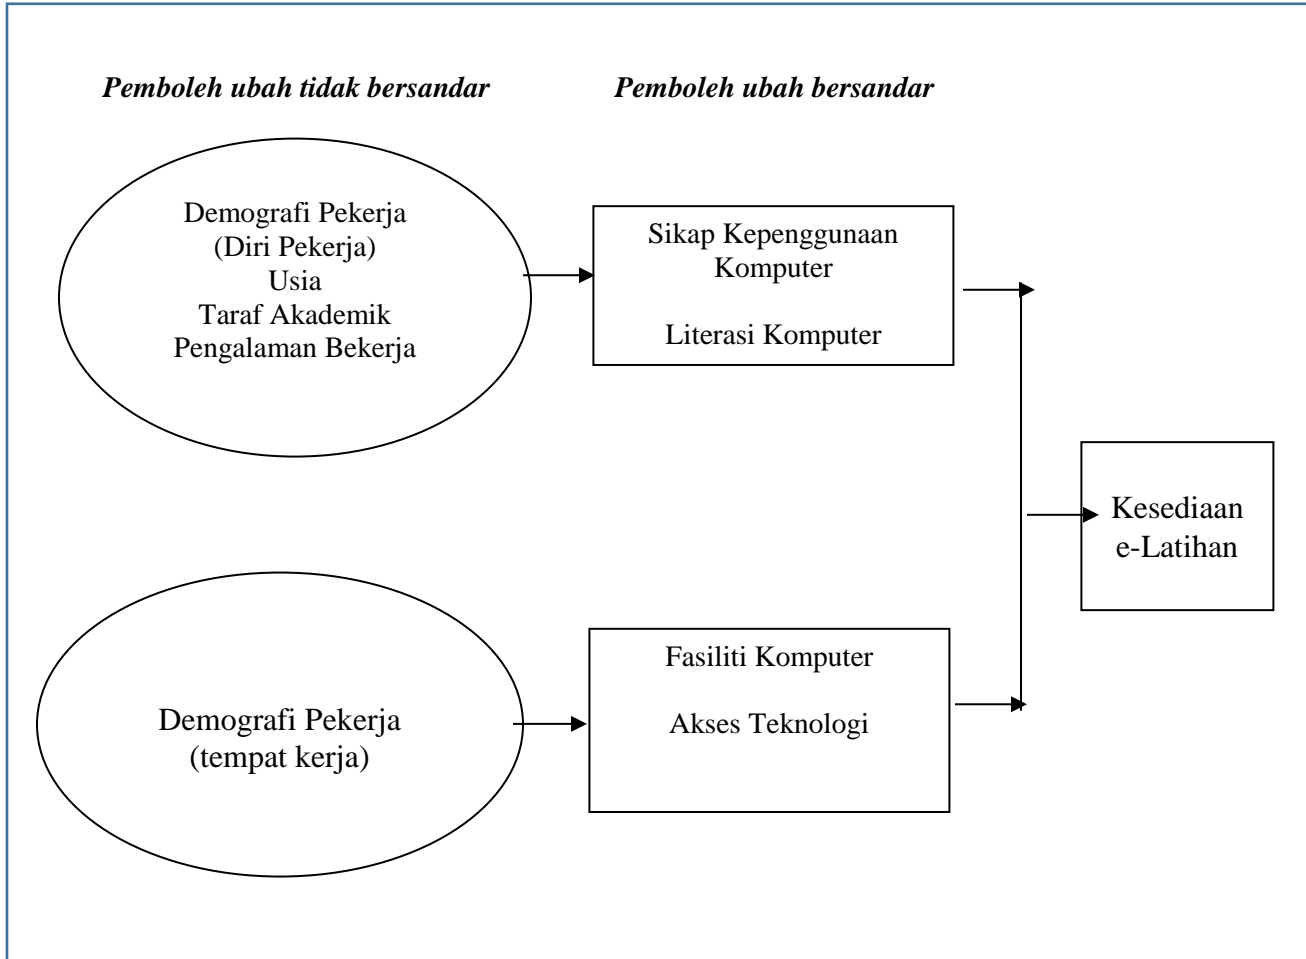 Pemboleh ubah tidak bersandar
Pemboleh ubah bersandar
Demografi Pekerja
(Diri Pekerja)
Usia
Taraf Akademik
Pengalaman Bekerja
Sikap Kepenggunaan
Komputer
Literasi Komputer
Kesediaan
e-Latihan
Demografi Pekerja
(tempat kerja)
Fasiliti Komputer
Akses Teknologi